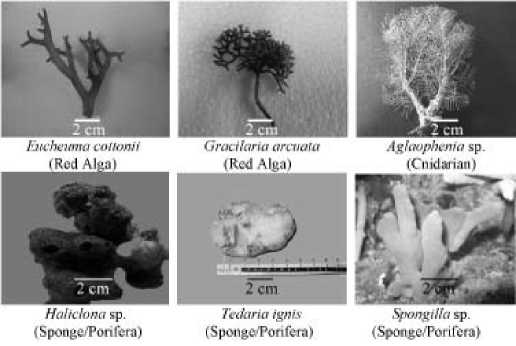 2 cm
2 cm
2 cm
Eucheuma cottonii
Gracilaria arcuata
Aglaophenia sp.
(Red Alga)
(Red Alga)
(Cnidarian)
2 cm
2 cm
2 cm
Haliclona sp.
Tedaria ignis
Spongilla sp.
(Sponge/Porifera)
(Sponge/Porifera)
(Sponge/Porifera)